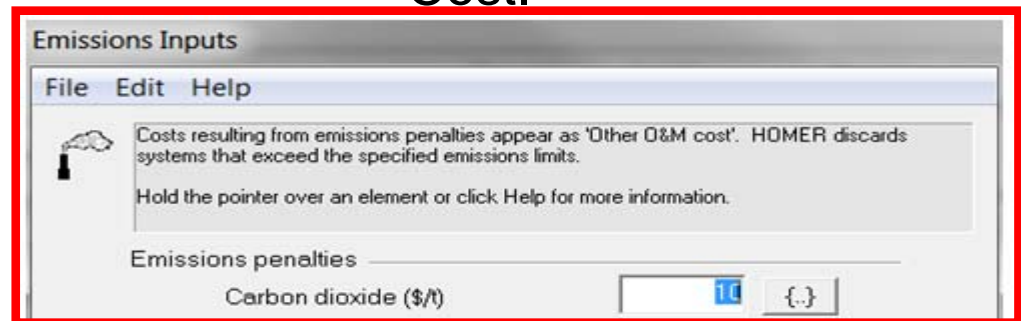 Cost:
Emissions Inputs
File Edit Help
Costs resulting from emissions penalties appear as 'Other O&M cost'. HOMER discards
systems that exceed the specified emissions limits.
Hold the pointer over an element or click Help for more information.
Emissions penalties
Carbon dioxide ($/t) 10 {..}